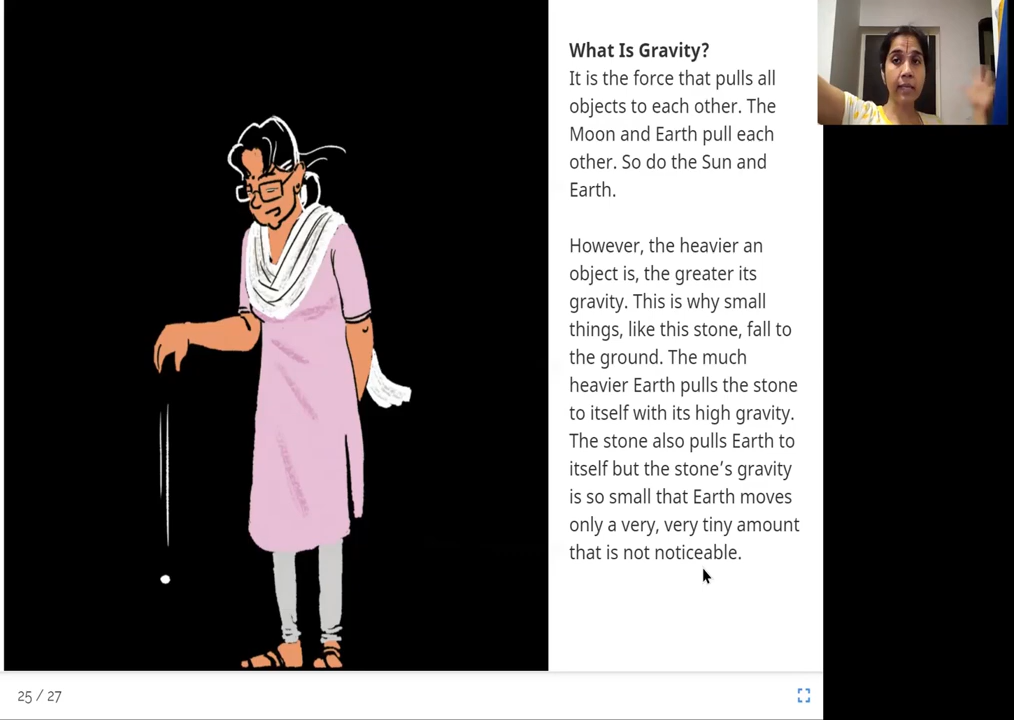 What Is Gravity?
It is the force that pulls all
objects to each other. The
Moon and Earth pull each
other. So do the Sun and
Earth.
However, the heavier an
object is, the greater its
gravity. This is why small
things, like this stone, fall to
the ground. The much
heavier Earth pulls the stone
to itself with its high gravity.
The stone also pulls Earth to
itself but the stone's gravity
is so small that Earth moves
only a very, very tiny amount
that is not noticeable.
25 / 27